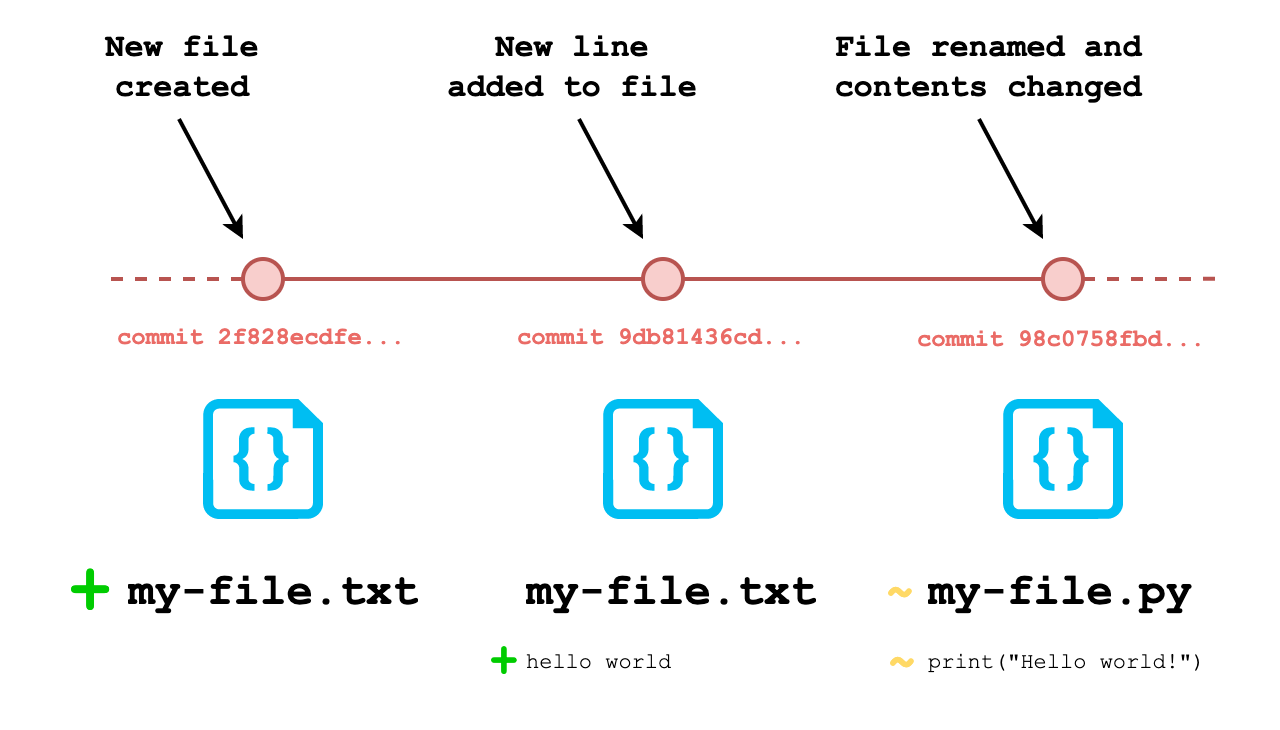 New file
created
New line
added to file
File renamed and
contents changed
commit 2f828ecdfe...
commit 9db81436cd...
commit 98c0758fbd...
{}
{}
{}
+ my-file.txt
my-file.txt
~ my-file.py
+ hello world
~ print("Hello world!")